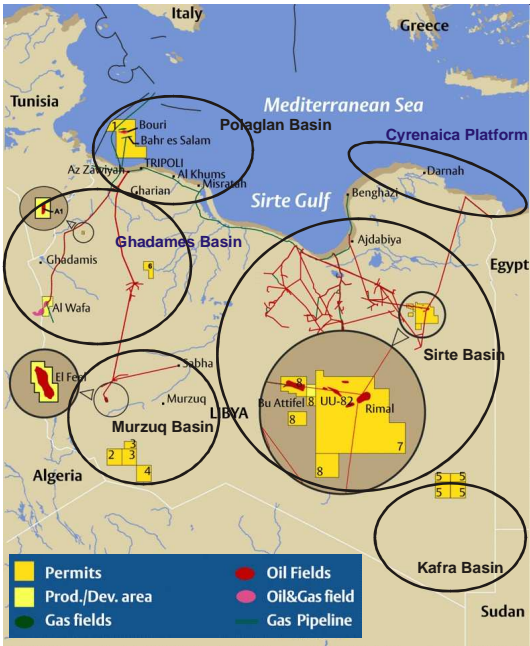 Italy
Greece
Tunisia
Mediterranean Sea
1
Bouri
Bahr es Salam
Polaglan Basin
Cyrenaica Platform
TRIPOLI
Az Zāwiyah
Al Khums
Misratah
Gharian
Darnah
Benghazi
Sirte Gulf
A1
Ajdabiya
Ghadames Basin
Ghadamis
6
Egypt
Al Wafa
Sirte Basin
El Feel
Sabha
8
Bu Attifel
8
UU-82
Rimal
Murzuq
LIBYA
8
Murzuq Basin
7
3
2
3
4
8
Algeria
5
5
5
5
Kafra Basin
Sudan
Permits
Prod./Dev. area
Gas fields
Oil Fields
Oil&Gas field
Gas Pipeline